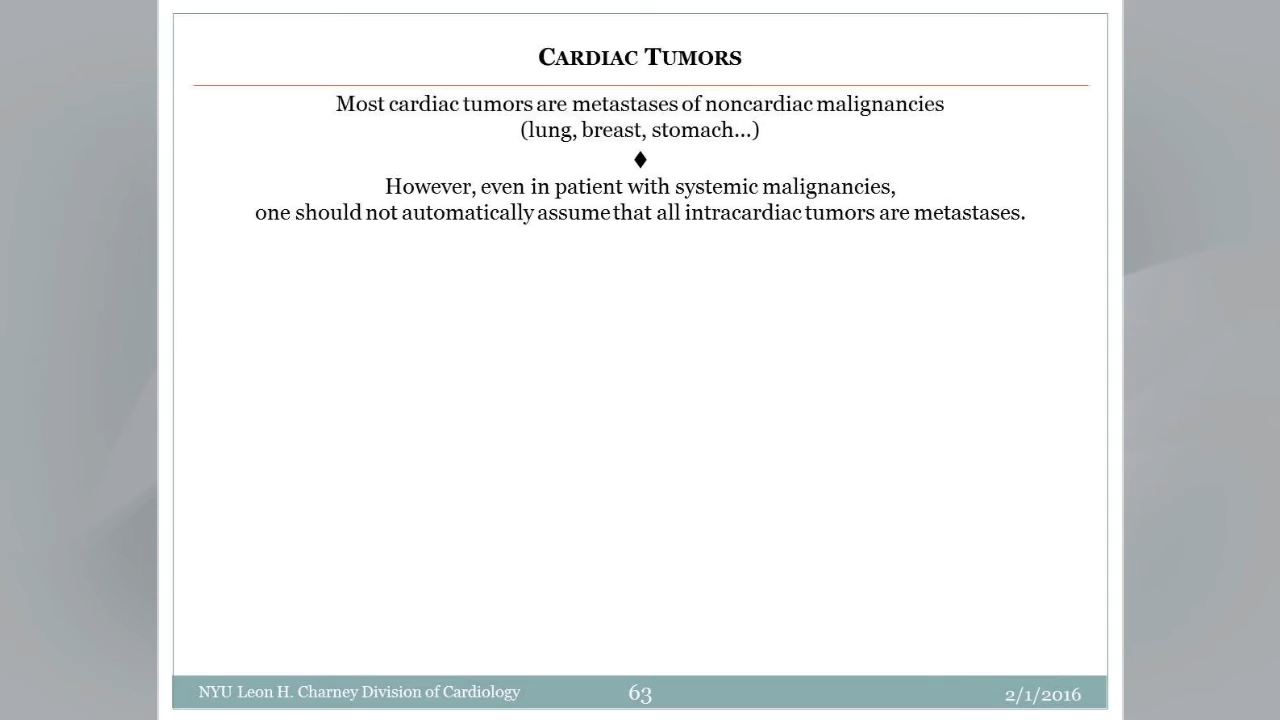 CARDIAC TUMORS
Most cardiac tumors are metastases of noncardiac malignancies
(lung, breast, stomach...)
♦
However, even in patient with systemic malignancies,
one should not automatically assume that all intracardiac tumors are metastases.
NYU Leon H. Charney Division of Cardiology 63 2/1/2016